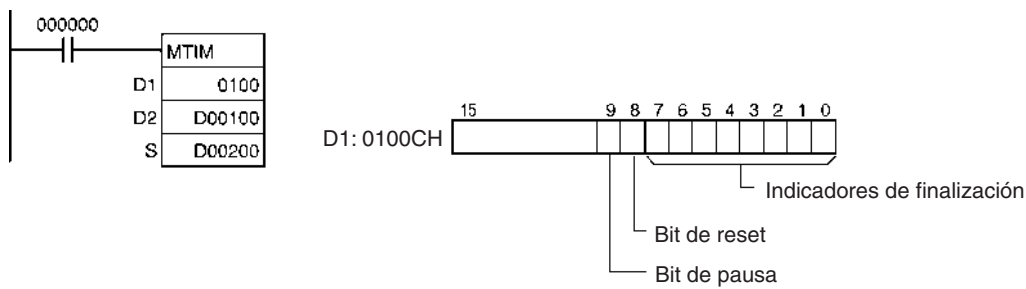 000000
MTIM
D1 0100
D2 D00100
S D00200
15 9 8 7 6 5 4 3 2 1 0
D1: 0100CH
Indicadores de finalización
Bit de reset
Bit de pausa